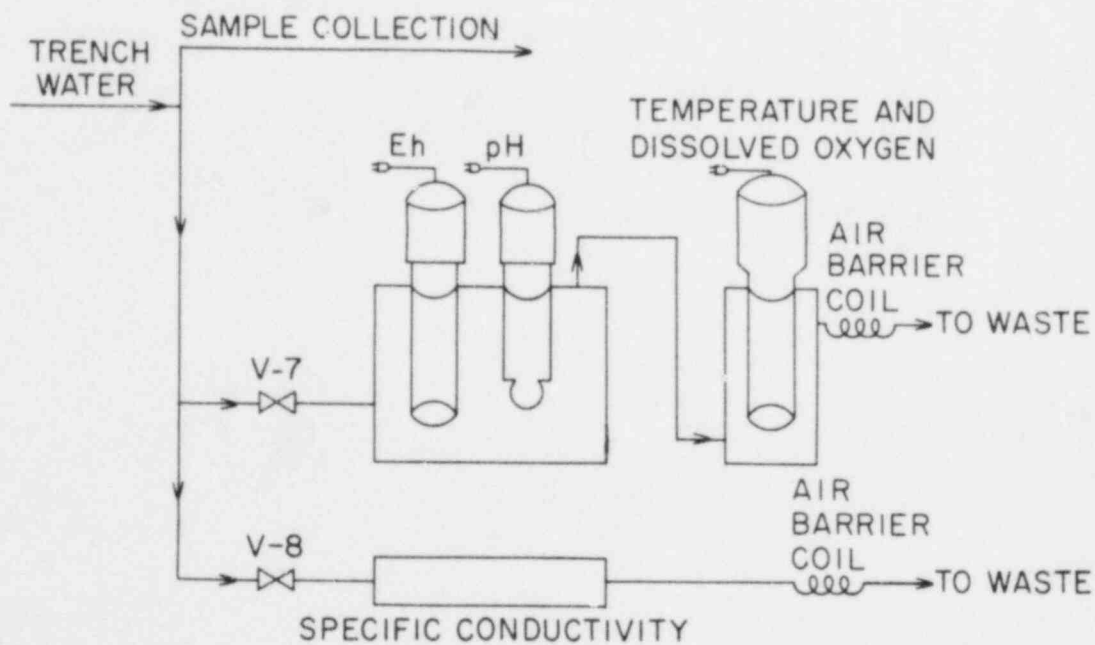 SAMPLE COLLECTION
TRENCH
WATER
TEMPERATURE AND
DISSOLVED OXYGEN
Eh
pH
AIR
BARRIER
COIL
TO WASTE
V-7
AIR
BARRIER
COIL
TO WASTE
V-8
SPECIFIC CONDUCTIVITY